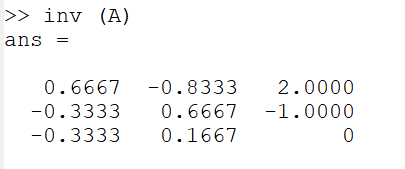 >> inv (A)
ans =
0.6667 -0.8333 2.0000
-0.3333 0.6667 -1.0000
-0.3333 0.1667 0